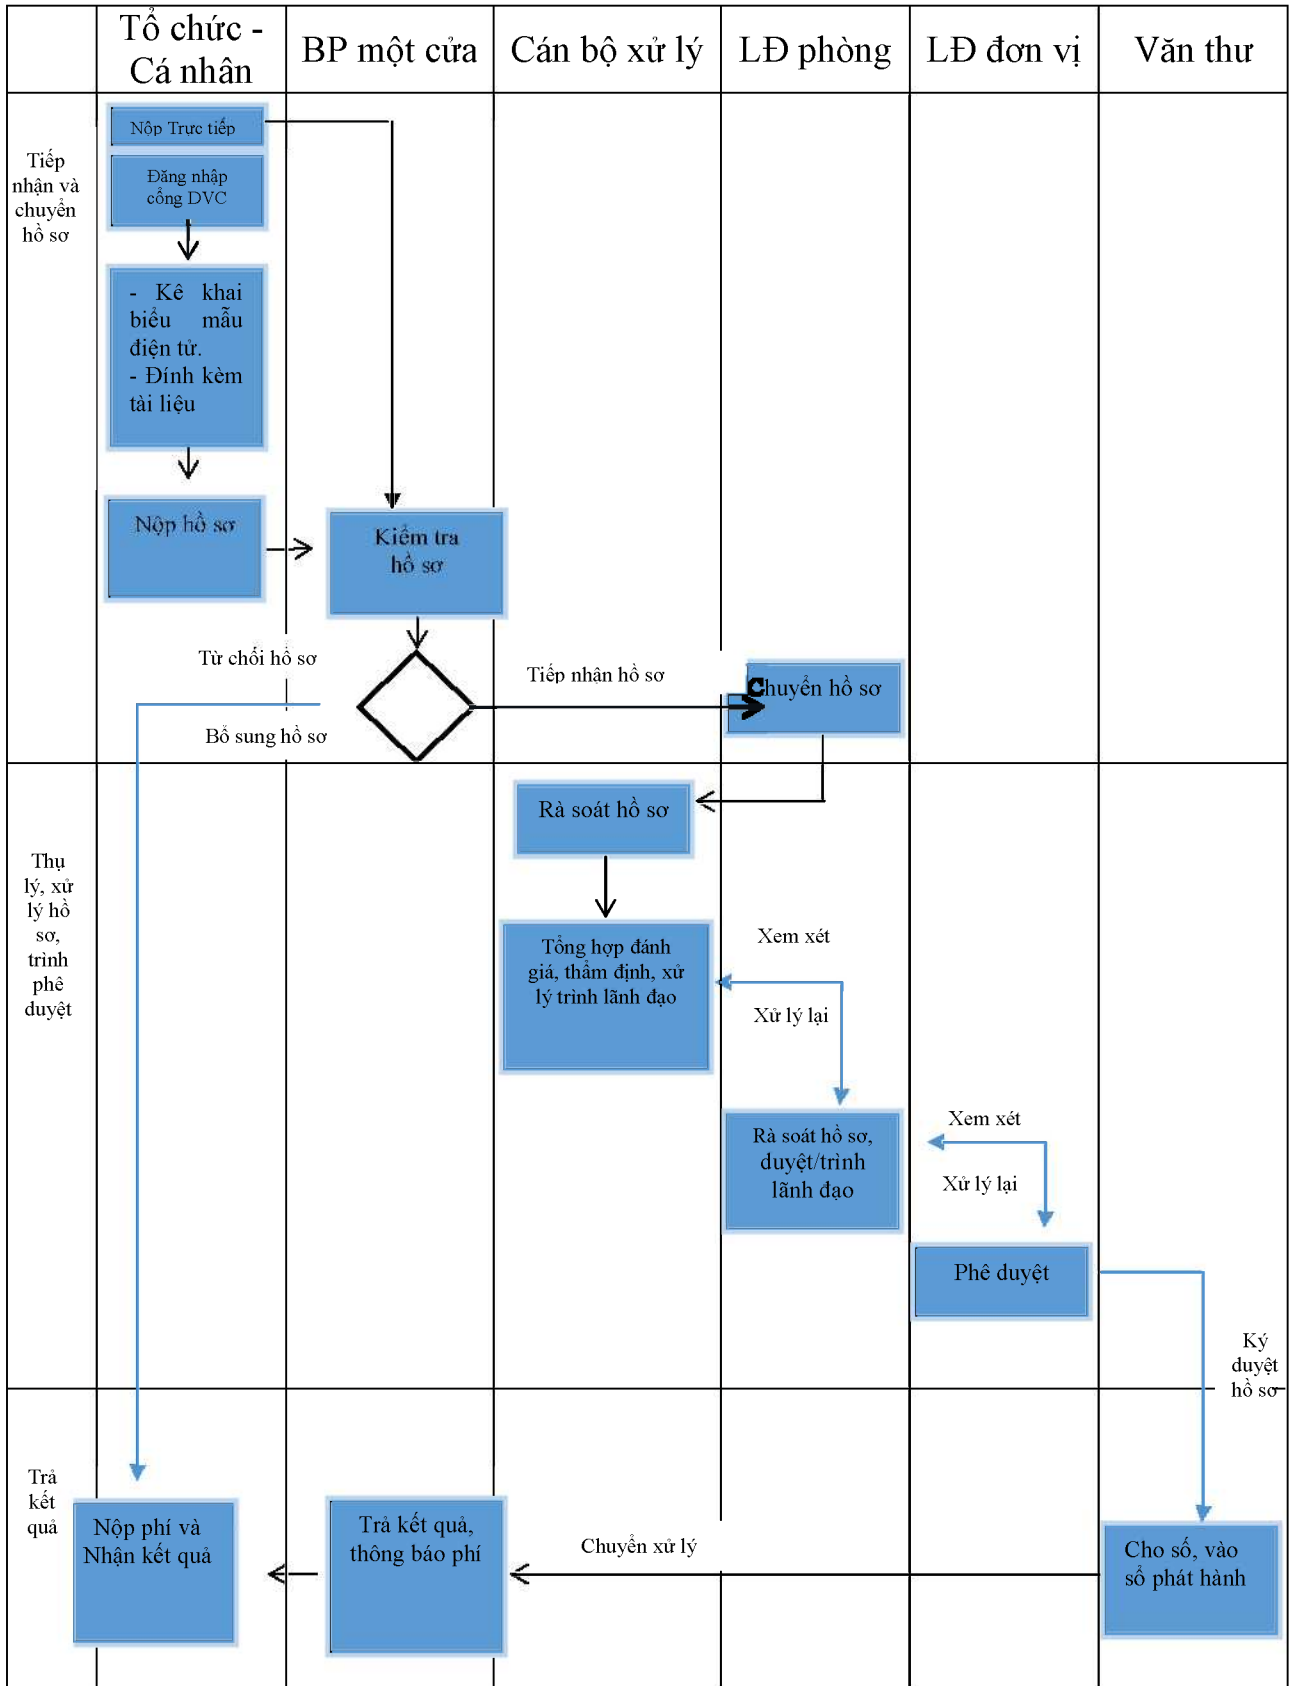 Tổ chức -
Cá nhân
BP một cửa
Cán bộ xử lý
LĐ phòng
LĐ đơn vị
Văn thư
Tiếp
nhận và
chuyển
hồ sơ
Nộp Trực tiếp
Đăng nhập
cổng DVC
- Kê khai
biểu mẫu
điện tử.
- Đính kèm
tài liệu
Nộp hồ sơ
Kiểm tra
hồ sơ
Từ chối hồ sơ
Bổ sung hồ sơ
Tiếp nhận hồ sơ
Chuyển hồ sơ
Thụ
lý, xử
lý hồ
sơ,
trình
phê
duyệt
Rà soát hồ sơ
Tổng hợp đánh
giá, thẩm định, xử
lý trình lãnh đạo
Xem xét
Xử lý lại
Rà soát hồ sơ,
duyệt/trình
lãnh đạo
Xem xét
Xử lý lại
Phê duyệt
Ký
duyệt
hồ sơ
Trả
kết
quả
Nộp phí và
Nhận kết quả
Trả kết quả,
thông báo phí
Chuyển xử lý
Cho số, vào
sổ phát hành